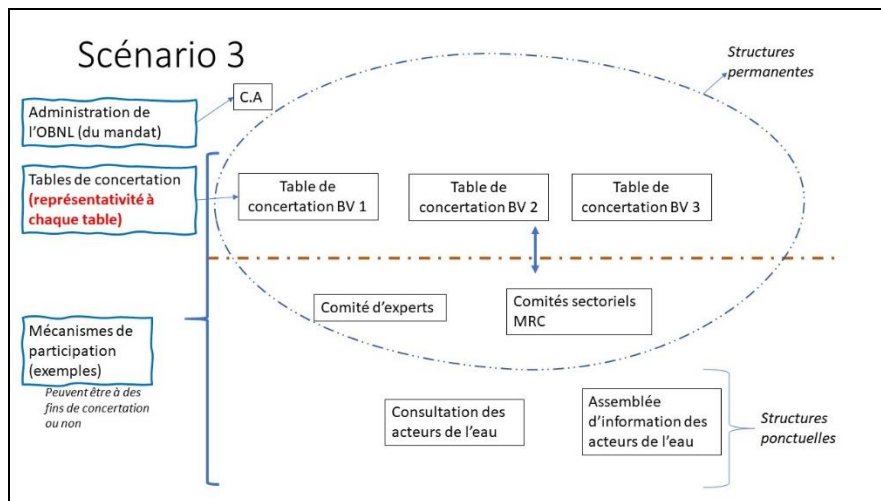 Scénario 3
Structures
permanentes
C.A
Administration de
l'OBNL (du mandat)
Tables de concertation
(représentativité à
chaque table)
Table de
concertation BV 1
Table de
concertation BV 2
Table de
concertation BV 3
Comité d'experts
Comités sectoriels
MRC
Mécanismes de
participation
(exemples)
Peuvent être à des
fins de concertation
ou non
Consultation des
acteurs de l'eau
Assemblée
d'information des
acteurs de l'eau
Structures
ponctuelles